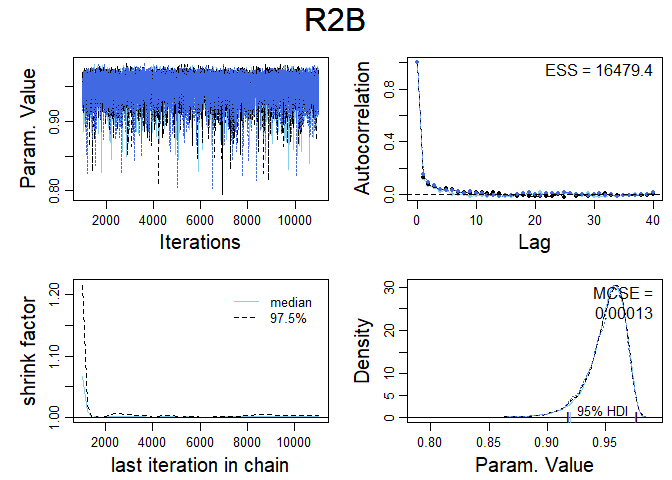 R2B
Param. Value
0.80
0.90
2000
4000
6000
8000
10000
Iterations
Autocorrelation
0.0
0.4
0.8
ESS = 16479.4
0
10
20
30
40
Lag
shrink factor
1.00
1.10
1.20
median
97.5%
2000
4000
6000
8000
10000
last iteration in chain
Density
0
5
10
20
30
MCSE =
0.00013
95% HDI
0.80
0.85
0.90
0.95
Param. Value